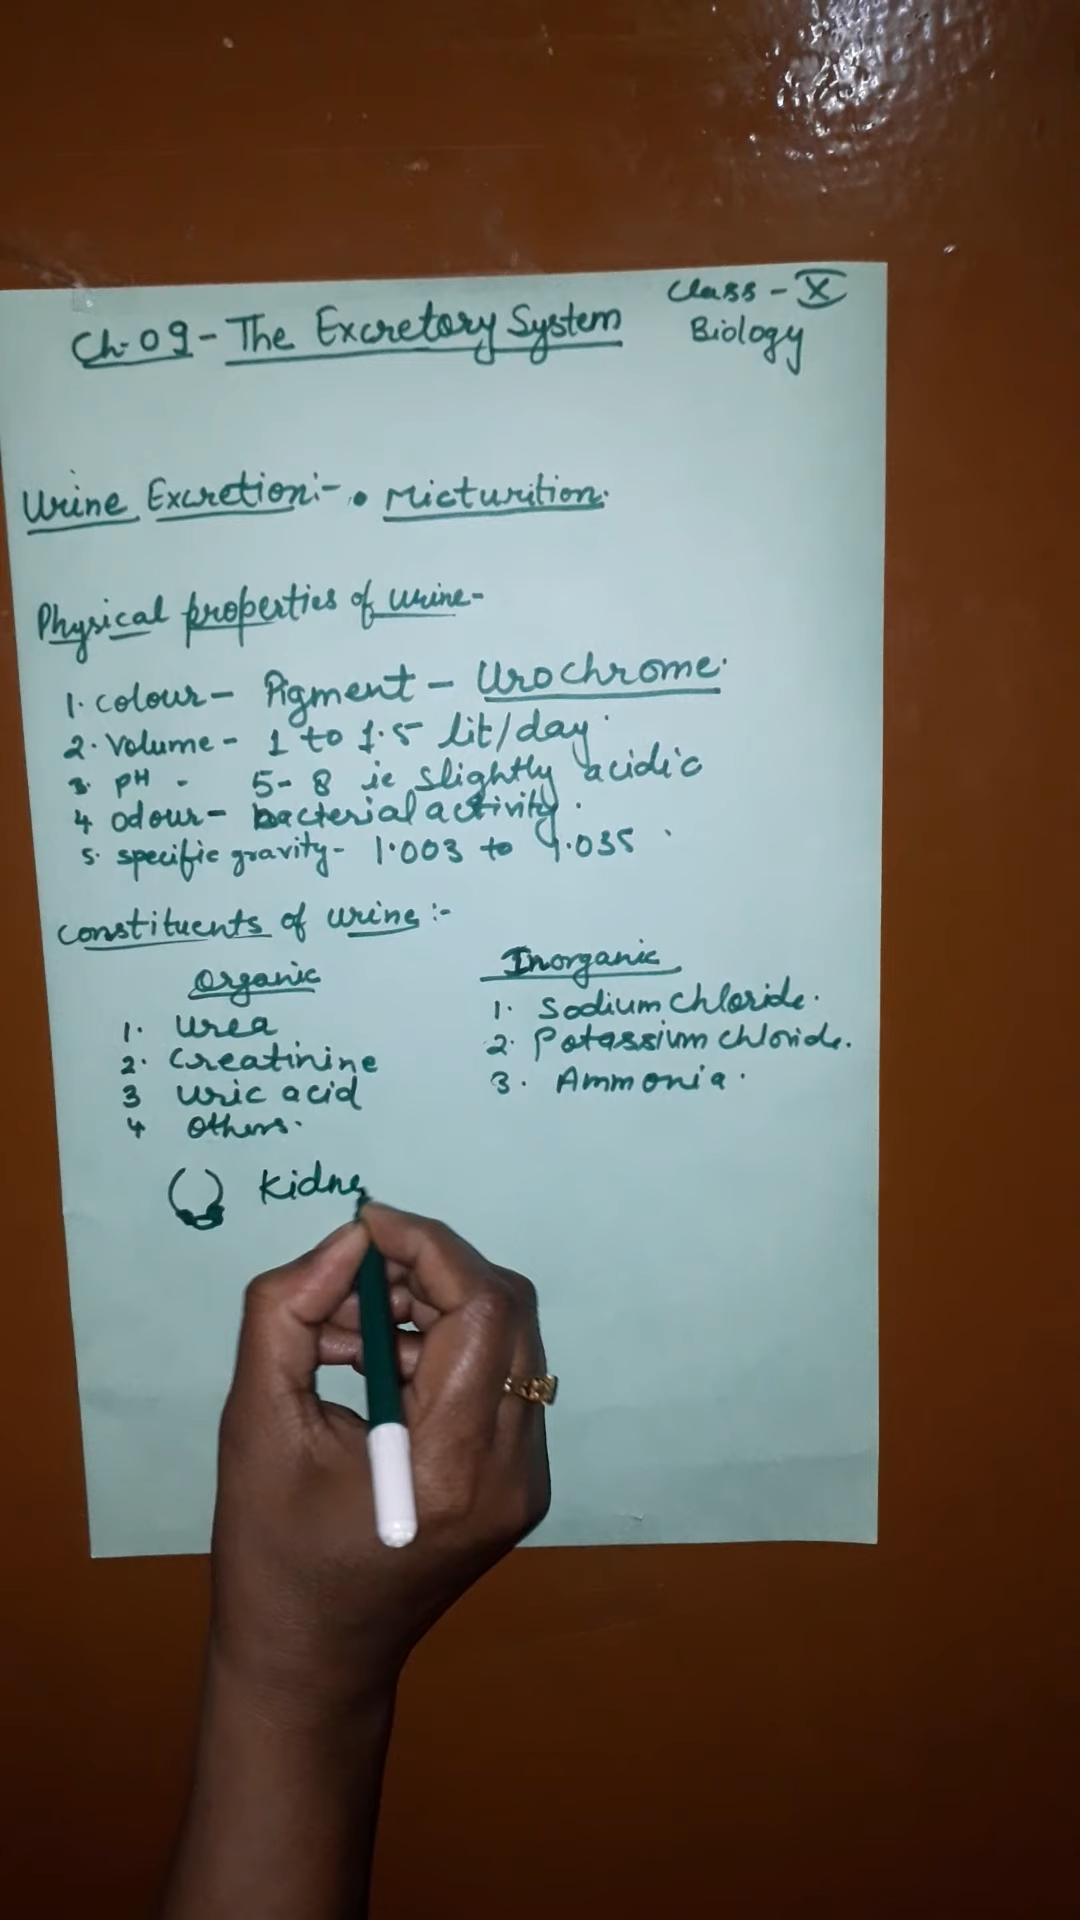 Ch-09-The Excretory System
Class-X
Biology
Urine Excretion:-. Micturition.
Physical properties of urine-
1. colour- Pigment - Urochrome.
2. Volume - 1 to 1.5 lit/day.
3. pH - 5-8 ie slightly acidic
4 odour- bacterial activity.
5. specific gravity- 1.003 to 1.035
Constituents of urine:-
Organic
1. Urea
2. Creatinine
3 Uric acid
4 Others.
Inorganic
1. Sodium Chloride.
2. Potassium chloride.
3. Ammonia.
Kidne